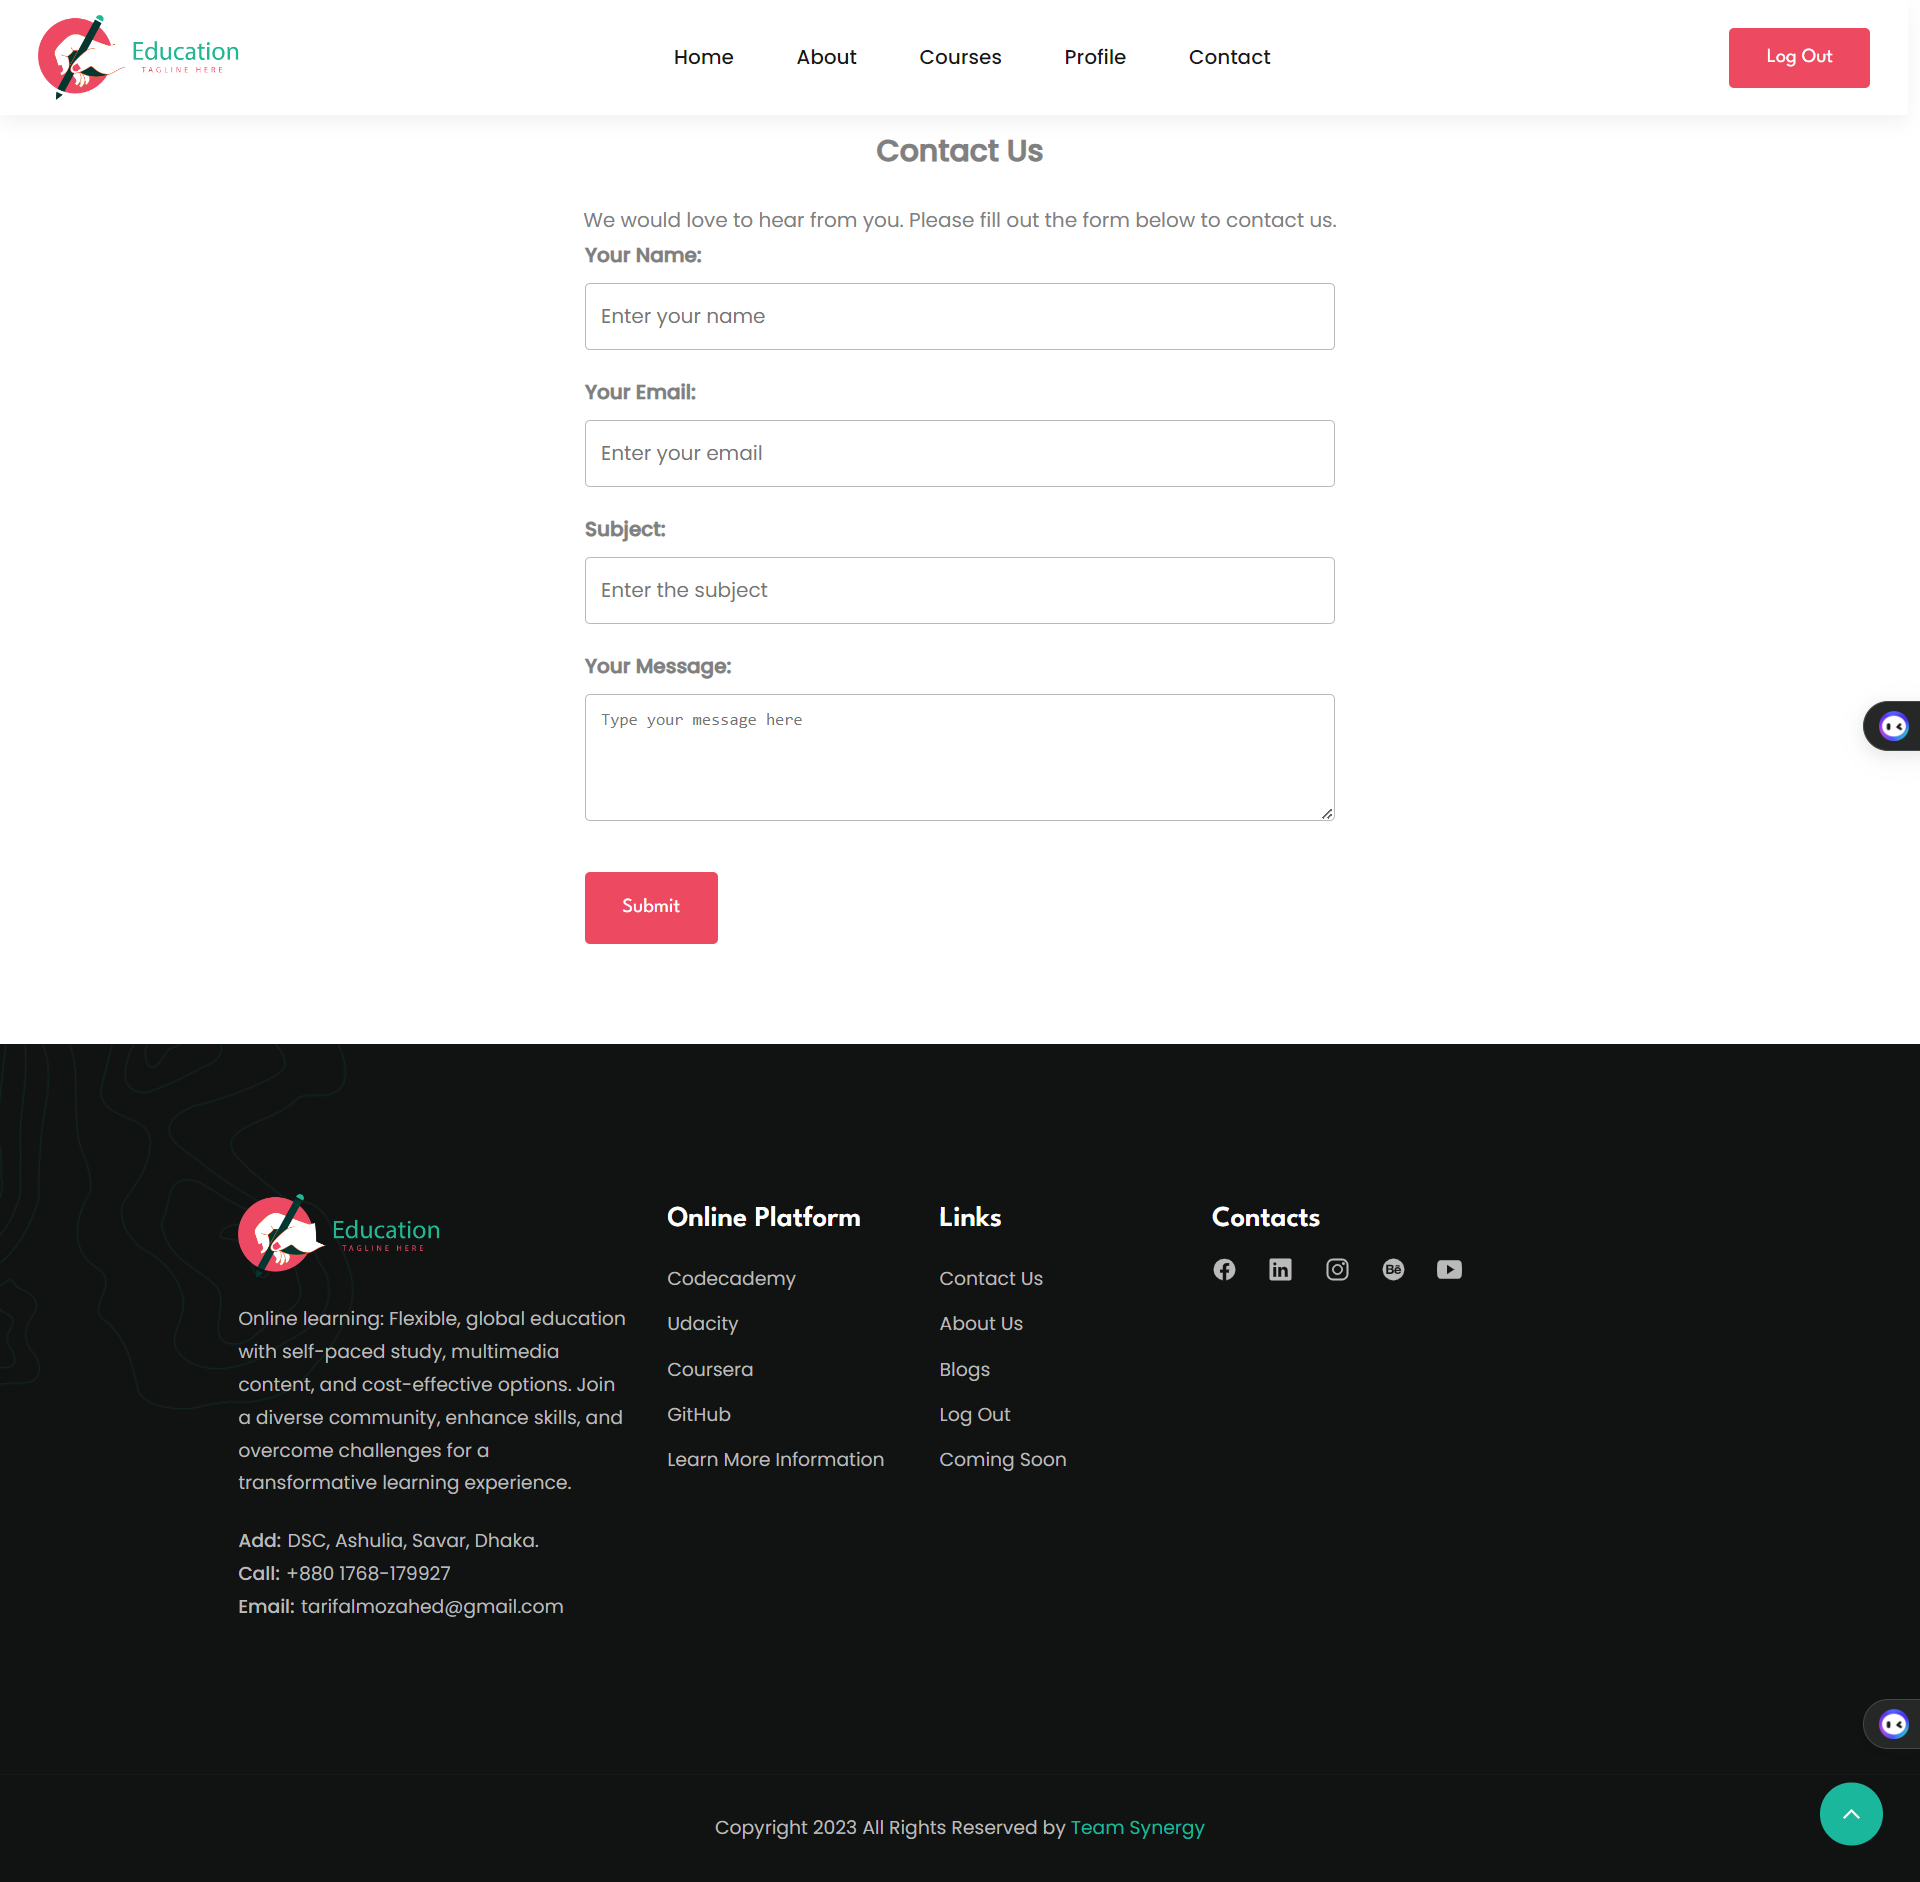 Education
TAGLINE HERE
Home
About
Courses
Profile
Contact
Log Out
Contact Us
We would love to hear from you. Please fill out the form below to contact us.
Your Name:
Enter your name
Your Email:
Enter your email
Subject:
Enter the subject
Your Message:
Type your message here
Submit
Education
TAGLINE HERE
Online learning: Flexible, global education
with self-paced study, multimedia
content, and cost-effective options. Join
a diverse community, enhance skills, and
overcome challenges for a
transformative learning experience.
Add: DSC, Ashulia, Savar, Dhaka.
Call: +880 1768-179927
Email: tarifalmozahed@gmail.com
Online Platform
Codecademy
Udacity
Coursera
GitHub
Learn More Information
Links
Contact Us
About Us
Blogs
Log Out
Coming Soon
Contacts
Copyright 2023 All Rights Reserved by Team Synergy